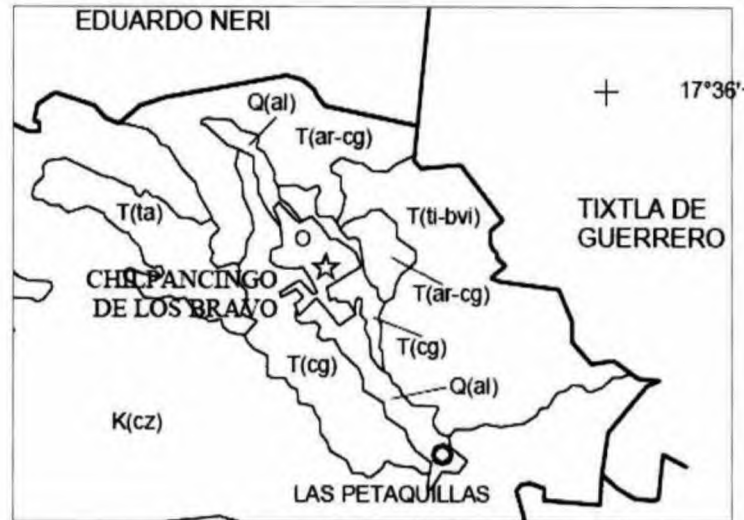 EDUARDO NERI
Q(al)
17°36'
T(ar-cg)
T(ta)
T(ti-bvi)
TIXTLA DE
GUERRERO
CHILPANCINGO
DE LOS BRAVO
T(ar-cg)
T(cg)
T(cg)
Q(al)
K(cz)
LAS PETAQUILLAS